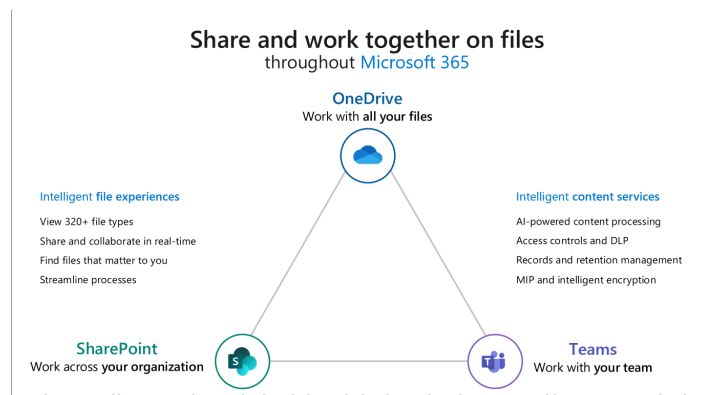 Share and work together on files
throughout Microsoft 365
OneDrive
Work with all your files
Intelligent file experiences
View 320+ file types
Share and collaborate in real-time
Find files that matter to you
Streamline processes
Intelligent content services
AI-powered content processing
Access controls and DLP
Records and retention management
MIP and intelligent encryption
SharePoint
Work across your organization
S
Teams
Work with your team